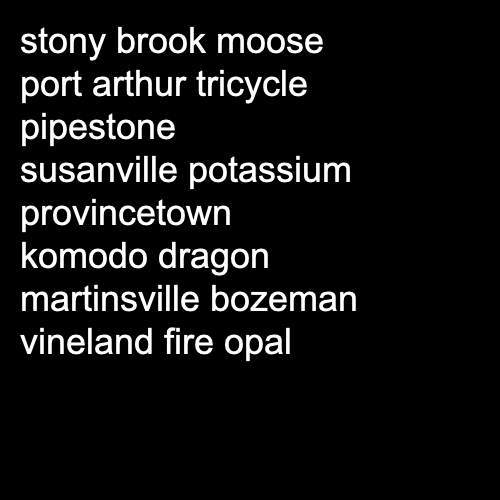 stony brook moose
port arthur tricycle
pipestone
susanville potassium
provincetown
komodo dragon
martinsville bozeman
vineland fire opal